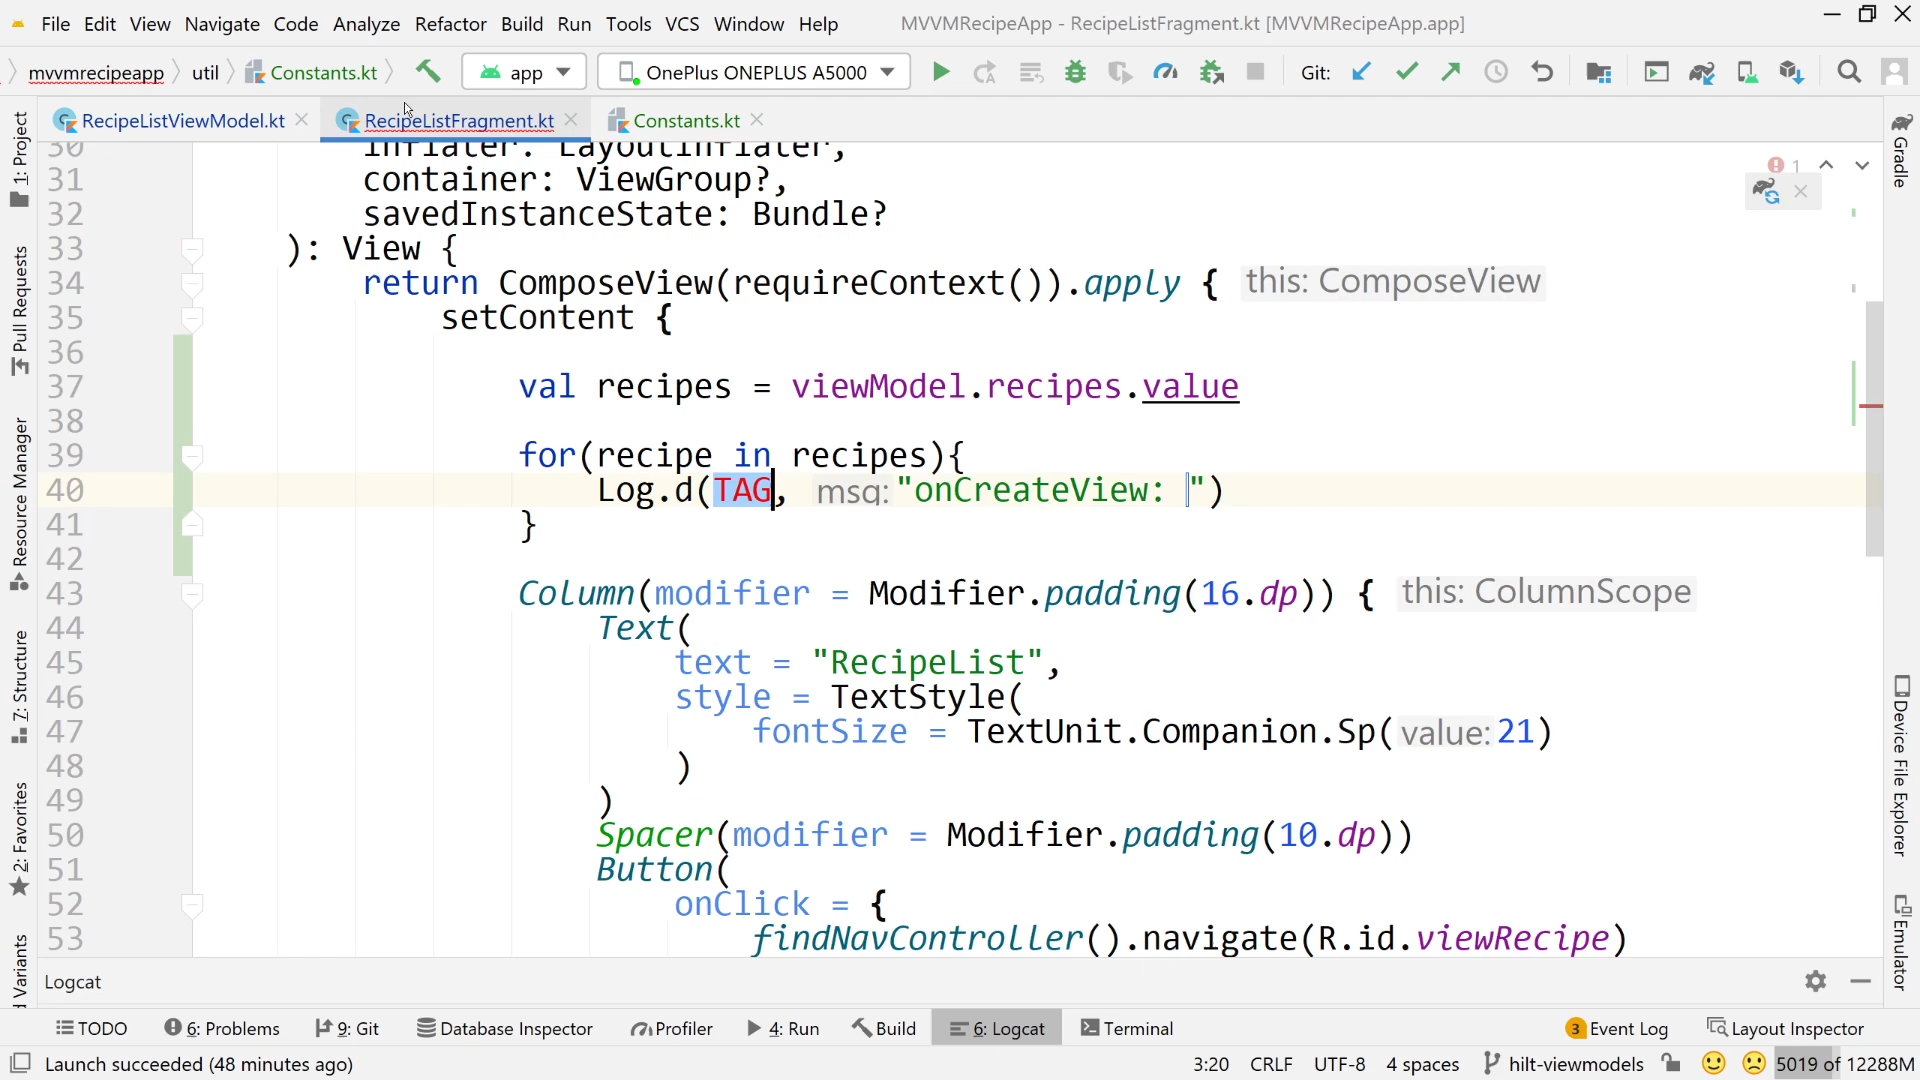 File Edit View Navigate Code Analyze Refactor Build Run Tools VCS Window Help MVVMRecipeApp - RecipeListFragment.kt [MVVMRecipeApp.app]
mvvmrecipeapp util Constants.kt app OnePlus ONEPLUS A5000 Git:
RecipeListViewModel.kt RecipeListFragment.kt Constants.kt
1: Project
Pull Requests
Resource Manager
7: Structure
2: Favorites
d Variants
Gradle
Device File Explorer
Emulator
1
30 inflater: LayoutInflater,
31 container: ViewGroup?,
32 savedInstanceState: Bundle?
33 ): View {
34 return ComposeView(requireContext()).apply { this: ComposeView
35 setContent {
36
37 val recipes = viewModel.recipes.value
38
39 for(recipe in recipes){
40 Log.d(TAG, msg: "onCreateView: ")
41 }
42
43 Column(modifier = Modifier.padding(16.dp)) { this: ColumnScope
44 Text(
45 text = "RecipeList",
46 style = TextStyle(
47 fontSize = TextUnit.Companion.Sp( value: 21)
48 )
49 )
50 Spacer(modifier = Modifier.padding(10.dp))
51 Button(
52 onClick = {
53 findNavController().navigate(R.id.viewRecipe)
Logcat
TODO 6: Problems 9: Git Database Inspector Profiler 4: Run Build 6: Logcat Terminal 3 Event Log Layout Inspector
Launch succeeded (48 minutes ago) 3:20 CRLF UTF-8 4 spaces hilt-viewmodels 5019 of 12288M